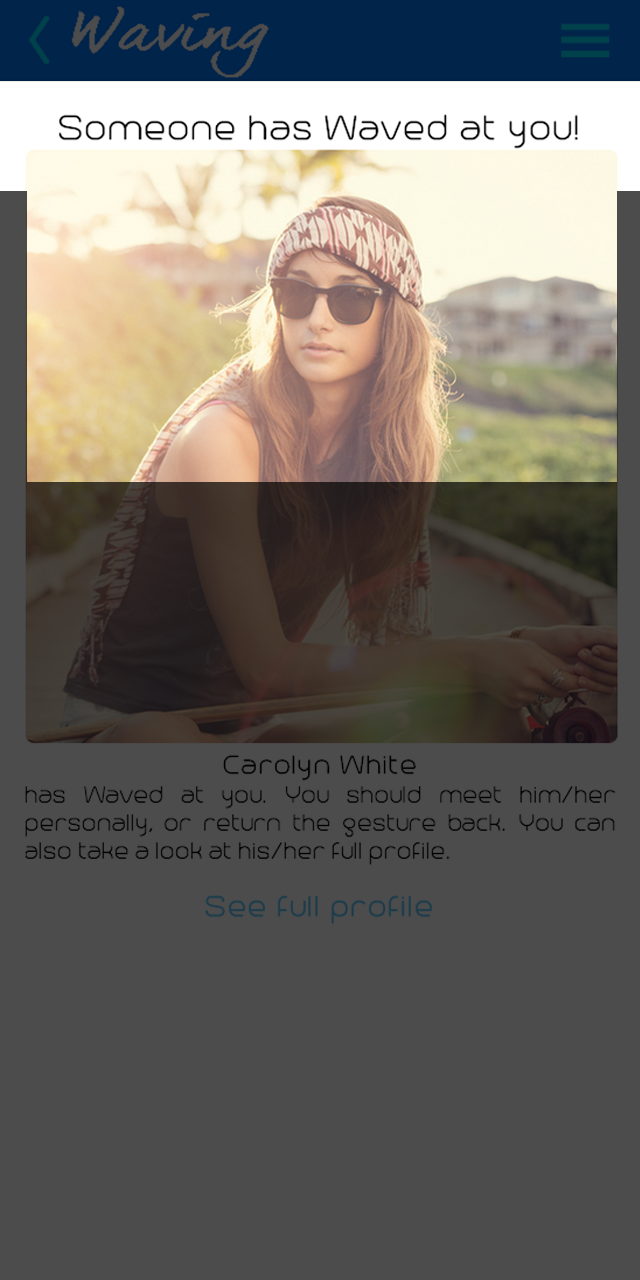 Waving
Someone has Waved at you!
Carolyn White
has Waved at you. You should meet him/her
personally, or return the gesture back. You can
also take a look at his/her full profile.
See full profile